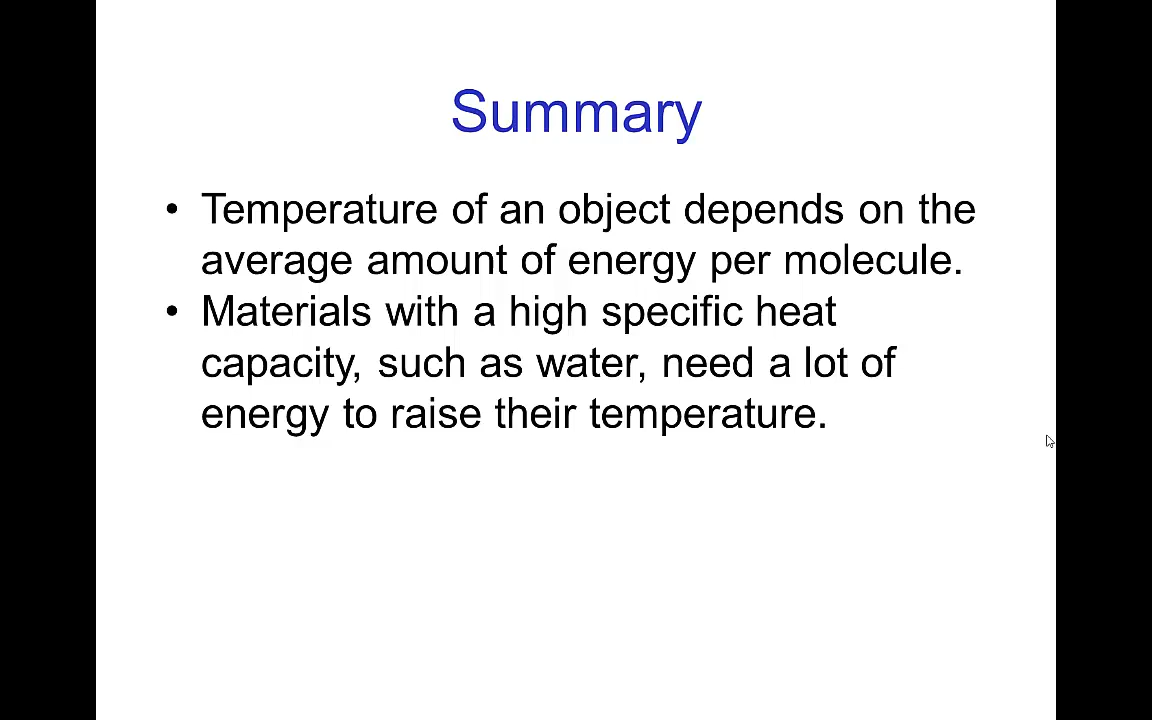 Summary
• Temperature of an object depends on the
average amount of energy per molecule.
• Materials with a high specific heat
capacity, such as water, need a lot of
energy to raise their temperature.